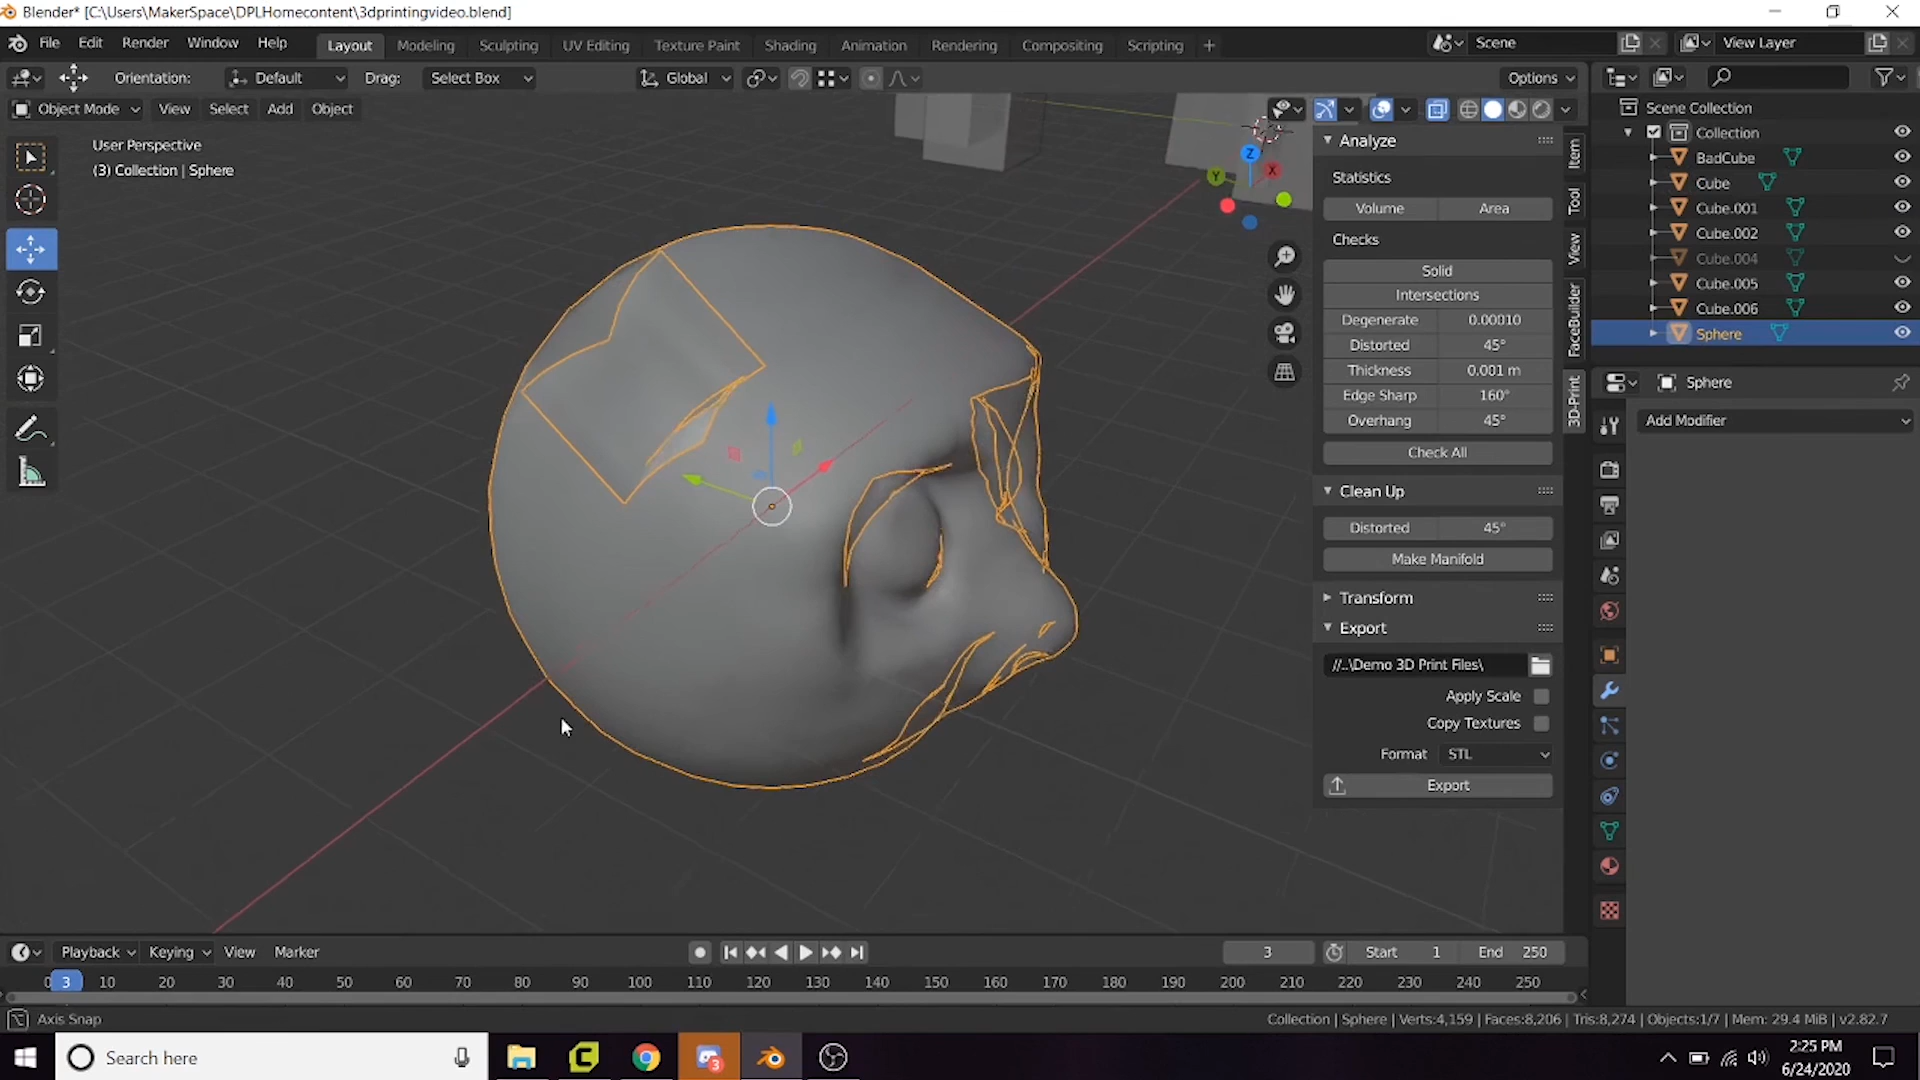 Blender* [C:\Users\MakerSpace\DPLHomecontent\3dprintingvideo.blend]
File Edit Render Window Help Layout Modeling Sculpting UV Editing Texture Paint Shading Animation Rendering Compositing Scripting + Scene View Layer
Orientation: Default Drag: Select Box Global Options
Object Mode View Select Add Object
User Perspective
(3) Collection | Sphere
Z
Y
X
Analyze
Statistics
Volume Area
Checks
Solid
Intersections
Degenerate 0.00010
Distorted 45°
Thickness 0.001 m
Edge Sharp 160°
Overhang 45°
Check All
Clean Up
Distorted 45°
Make Manifold
Transform
Export
//..\Demo 3D Print Files\
Apply Scale
Copy Textures
Format STL
Export
Item
Tool
View
FaceBuilder
3D-Print
Scene Collection
Collection
BadCube
Cube
Cube.001
Cube.002
Cube.004
Cube.005
Cube.006
Sphere
Sphere
Add Modifier
Playback Keying View Marker 3 Start 1 End 250
0 3 10 20 30 40 50 60 70 80 90 100 110 120 130 140 150 160 170 180 190 200 210 220 230 240 250
Axis Snap Collection | Sphere | Verts:4,159 | Faces:8,206 | Tris:8,274 | Objects:1/7 | Mem: 29.4 MiB | v2.82.7
Search here 3 2:25 PM
6/24/2020